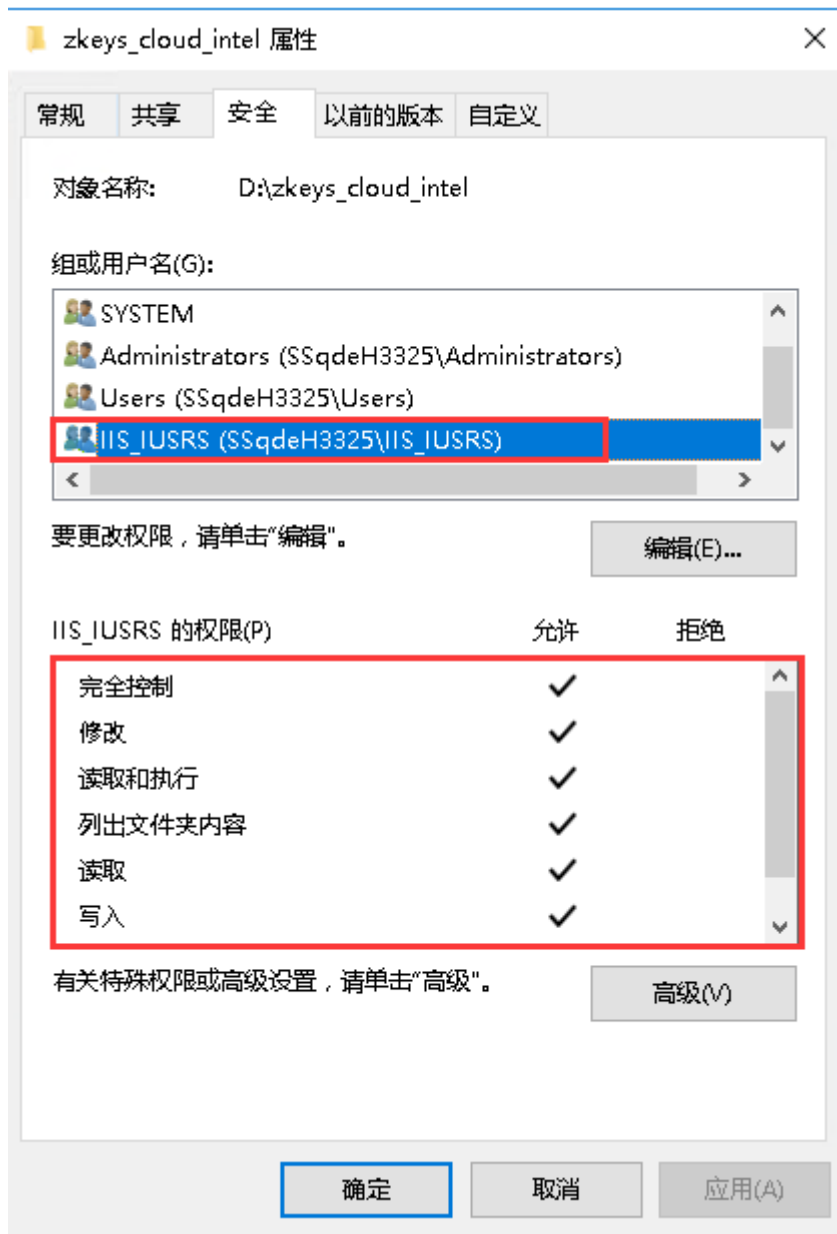 zkeys_cloud_intel 属性
常规 共享 安全 以前的版本 自定义
对象名称: D:\zkeys_cloud_intel
组或用户名(G):
SYSTEM
Administrators (SSqdeH3325\Administrators)
Users (SSqdeH3325\Users)
IIS_IUSRS (SSqdeH3325\IIS_IUSRS)
要更改权限，请单击"编辑"。 编辑(E)...
IIS_IUSRS 的权限(P) 允许 拒绝
完全控制
修改
读取和执行
列出文件夹内容
读取
写入
有关特殊权限或高级设置，请单击"高级"。 高级(V)
确定 取消 应用(A)